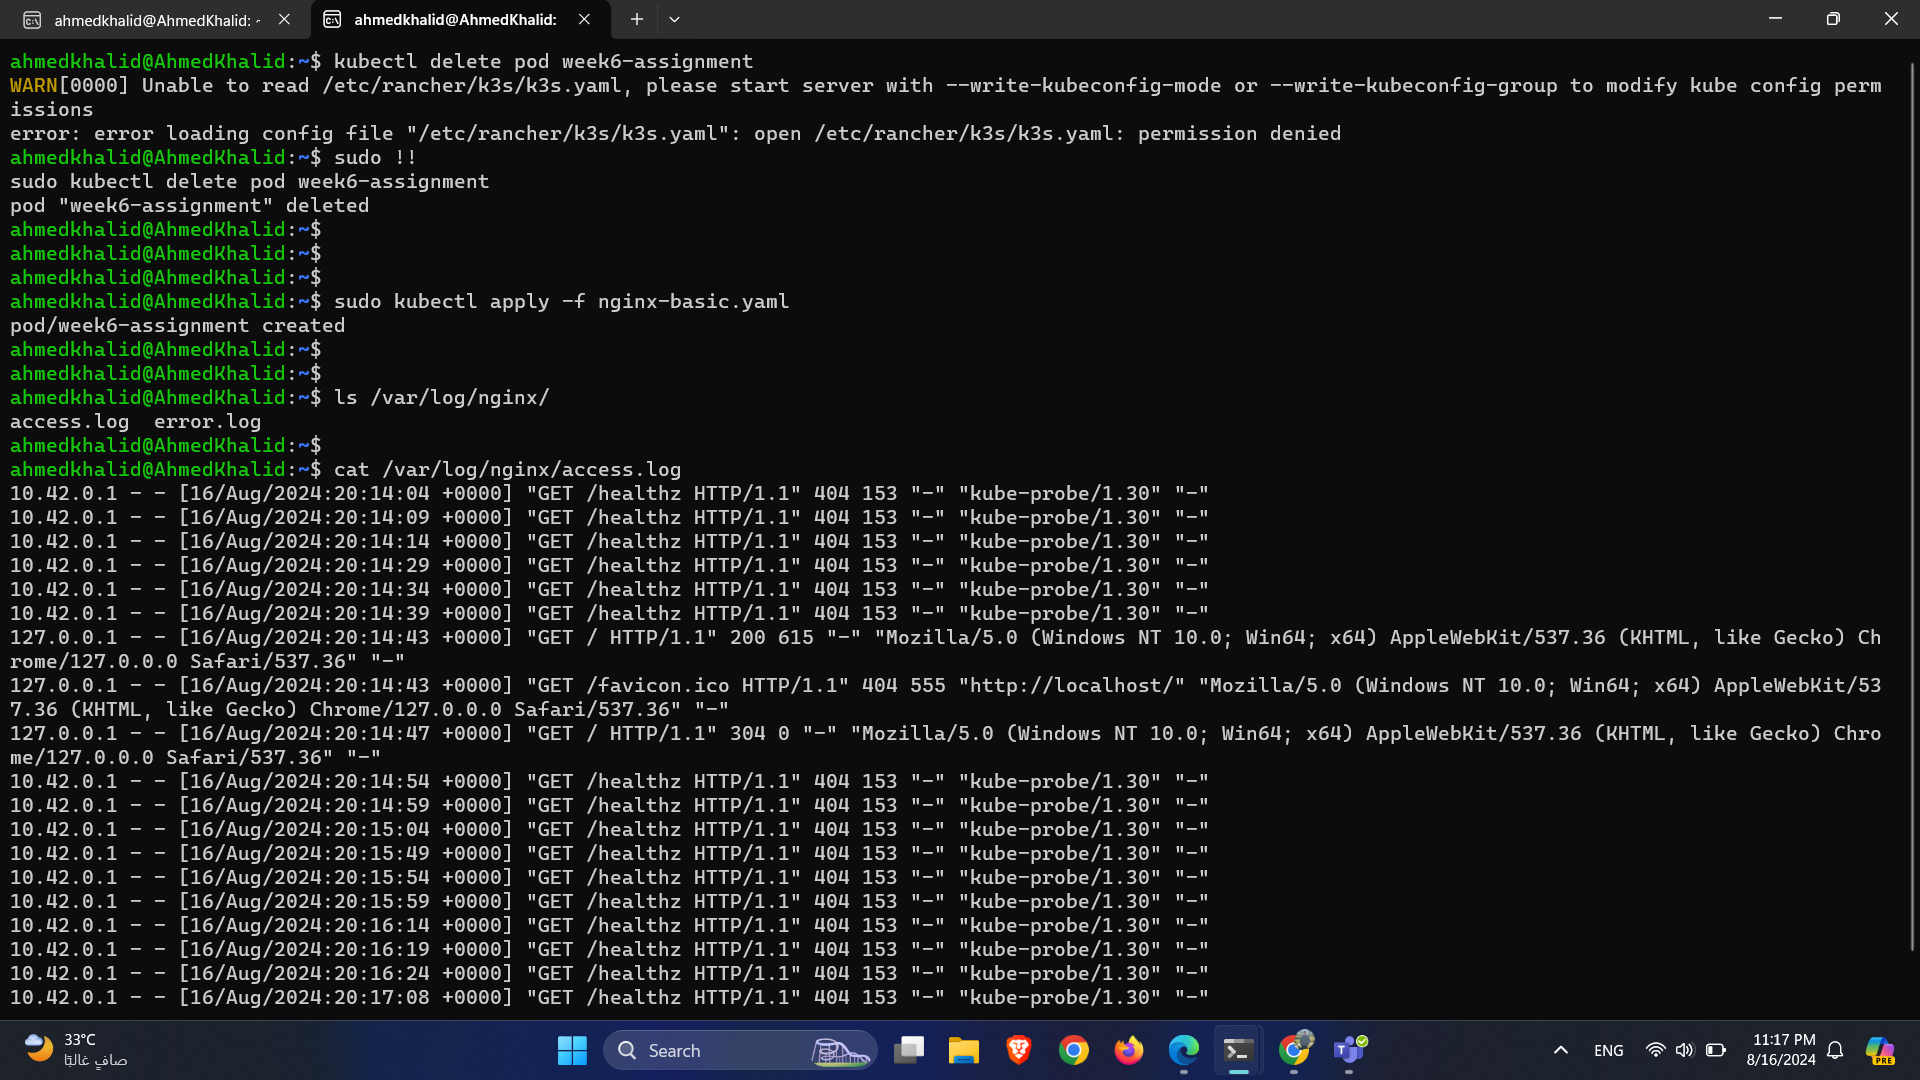 ahmedkhalid@AhmedKhalid: ~
ahmedkhalid@AhmedKhalid:
ahmedkhalid@AhmedKhalid:~$ kubectl delete pod week6-assignment
WARN[0000] Unable to read /etc/rancher/k3s/k3s.yaml, please start server with --write-kubeconfig-mode or --write-kubeconfig-group to modify kube config perm
issions
error: error loading config file "/etc/rancher/k3s/k3s.yaml": open /etc/rancher/k3s/k3s.yaml: permission denied
ahmedkhalid@AhmedKhalid:~$ sudo !!
sudo kubectl delete pod week6-assignment
pod "week6-assignment" deleted
ahmedkhalid@AhmedKhalid:~$
ahmedkhalid@AhmedKhalid:~$
ahmedkhalid@AhmedKhalid:~$
ahmedkhalid@AhmedKhalid:~$ sudo kubectl apply -f nginx-basic.yaml
pod/week6-assignment created
ahmedkhalid@AhmedKhalid:~$
ahmedkhalid@AhmedKhalid:~$
ahmedkhalid@AhmedKhalid:~$ ls /var/log/nginx/
access.log  error.log
ahmedkhalid@AhmedKhalid:~$
ahmedkhalid@AhmedKhalid:~$ cat /var/log/nginx/access.log
10.42.0.1 - - [16/Aug/2024:20:14:04 +0000] "GET /healthz HTTP/1.1" 404 153 "-" "kube-probe/1.30" "-"
10.42.0.1 - - [16/Aug/2024:20:14:09 +0000] "GET /healthz HTTP/1.1" 404 153 "-" "kube-probe/1.30" "-"
10.42.0.1 - - [16/Aug/2024:20:14:14 +0000] "GET /healthz HTTP/1.1" 404 153 "-" "kube-probe/1.30" "-"
10.42.0.1 - - [16/Aug/2024:20:14:29 +0000] "GET /healthz HTTP/1.1" 404 153 "-" "kube-probe/1.30" "-"
10.42.0.1 - - [16/Aug/2024:20:14:34 +0000] "GET /healthz HTTP/1.1" 404 153 "-" "kube-probe/1.30" "-"
10.42.0.1 - - [16/Aug/2024:20:14:39 +0000] "GET /healthz HTTP/1.1" 404 153 "-" "kube-probe/1.30" "-"
127.0.0.1 - - [16/Aug/2024:20:14:43 +0000] "GET / HTTP/1.1" 200 615 "-" "Mozilla/5.0 (Windows NT 10.0; Win64; x64) AppleWebKit/537.36 (KHTML, like Gecko) Ch
rome/127.0.0.0 Safari/537.36" "-"
127.0.0.1 - - [16/Aug/2024:20:14:43 +0000] "GET /favicon.ico HTTP/1.1" 404 555 "http://localhost/" "Mozilla/5.0 (Windows NT 10.0; Win64; x64) AppleWebKit/53
7.36 (KHTML, like Gecko) Chrome/127.0.0.0 Safari/537.36" "-"
127.0.0.1 - - [16/Aug/2024:20:14:47 +0000] "GET / HTTP/1.1" 304 0 "-" "Mozilla/5.0 (Windows NT 10.0; Win64; x64) AppleWebKit/537.36 (KHTML, like Gecko) Chro
me/127.0.0.0 Safari/537.36" "-"
10.42.0.1 - - [16/Aug/2024:20:14:54 +0000] "GET /healthz HTTP/1.1" 404 153 "-" "kube-probe/1.30" "-"
10.42.0.1 - - [16/Aug/2024:20:14:59 +0000] "GET /healthz HTTP/1.1" 404 153 "-" "kube-probe/1.30" "-"
10.42.0.1 - - [16/Aug/2024:20:15:04 +0000] "GET /healthz HTTP/1.1" 404 153 "-" "kube-probe/1.30" "-"
10.42.0.1 - - [16/Aug/2024:20:15:49 +0000] "GET /healthz HTTP/1.1" 404 153 "-" "kube-probe/1.30" "-"
10.42.0.1 - - [16/Aug/2024:20:15:54 +0000] "GET /healthz HTTP/1.1" 404 153 "-" "kube-probe/1.30" "-"
10.42.0.1 - - [16/Aug/2024:20:15:59 +0000] "GET /healthz HTTP/1.1" 404 153 "-" "kube-probe/1.30" "-"
10.42.0.1 - - [16/Aug/2024:20:16:14 +0000] "GET /healthz HTTP/1.1" 404 153 "-" "kube-probe/1.30" "-"
10.42.0.1 - - [16/Aug/2024:20:16:19 +0000] "GET /healthz HTTP/1.1" 404 153 "-" "kube-probe/1.30" "-"
10.42.0.1 - - [16/Aug/2024:20:16:24 +0000] "GET /healthz HTTP/1.1" 404 153 "-" "kube-probe/1.30" "-"
10.42.0.1 - - [16/Aug/2024:20:17:08 +0000] "GET /healthz HTTP/1.1" 404 153 "-" "kube-probe/1.30" "-"
33°C
صافٍ غالبًا
Search
ENG
11:17 PM
8/16/2024
PRE